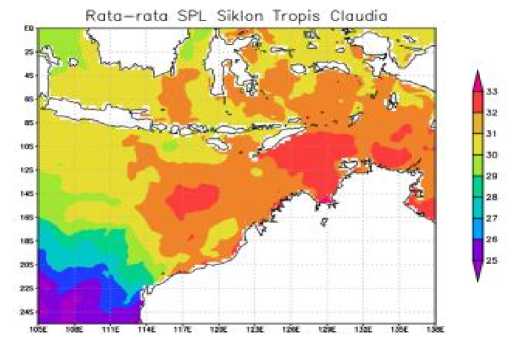 Rata-rata SPL Siklon Tropis Claudia
EQ
2S
4S
6S
8S
10S
12S
14S
16S
18S
20S
22S
24S
105E 108E 111E 114E 117E 120E 123E 126E 129E 132E 135E 138E
33
32
31
30
29
28
27
26
25